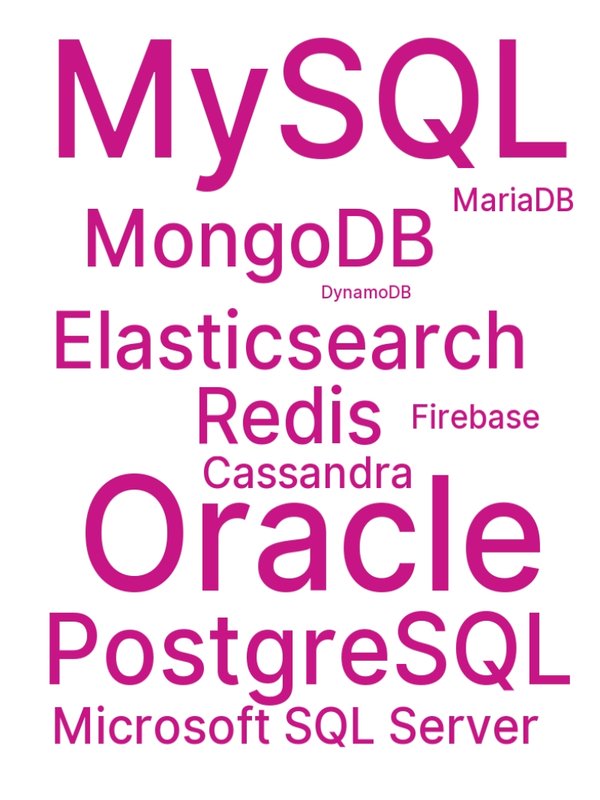 MySQL
MariaDB
MongoDB
DynamoDB
Elasticsearch
Redis
Firebase
Cassandra
Oracle
PostgreSQL
Microsoft SQL Server